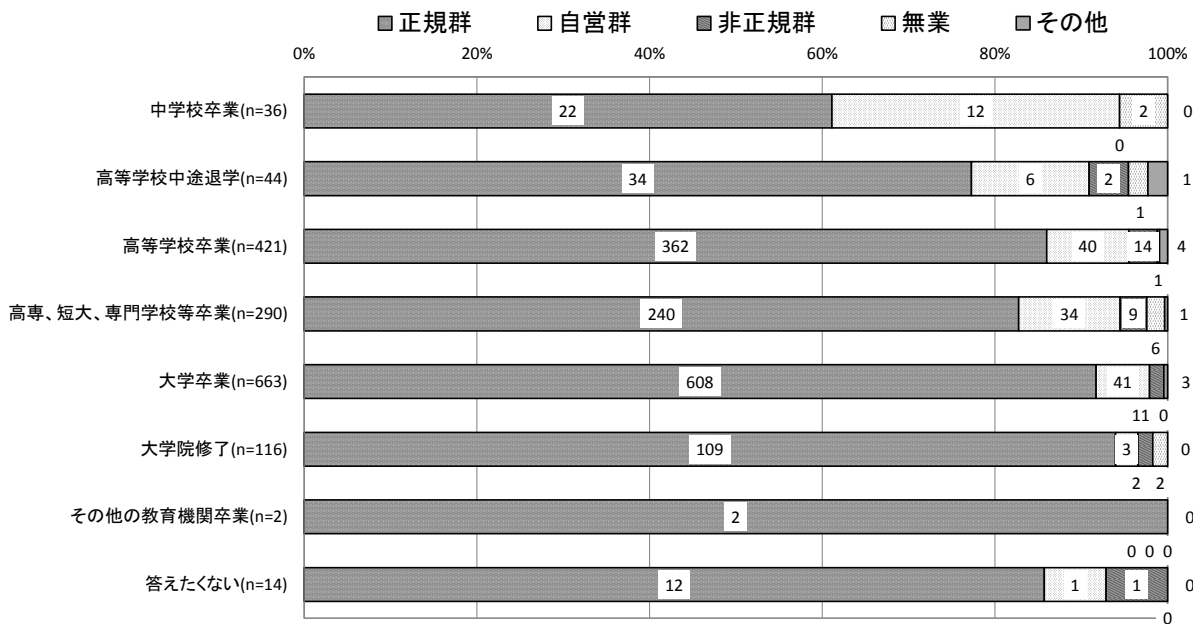 正規群 自営群 非正規群 無業 その他
0% 20% 40% 60% 80% 100%
中学校卒業(n=36) 22 12 2 0
0
高等学校中途退学(n=44) 34 6 2 1
1
高等学校卒業(n=421) 362 40 14 4
1
高専、短大、専門学校等卒業(n=290) 240 34 9 1
6
大学卒業(n=663) 608 41 3
11 0
大学院修了(n=116) 109 3 0
2 2
その他の教育機関卒業(n=2) 2 0
0 0 0
答えたくない(n=14) 12 1 1 0
0